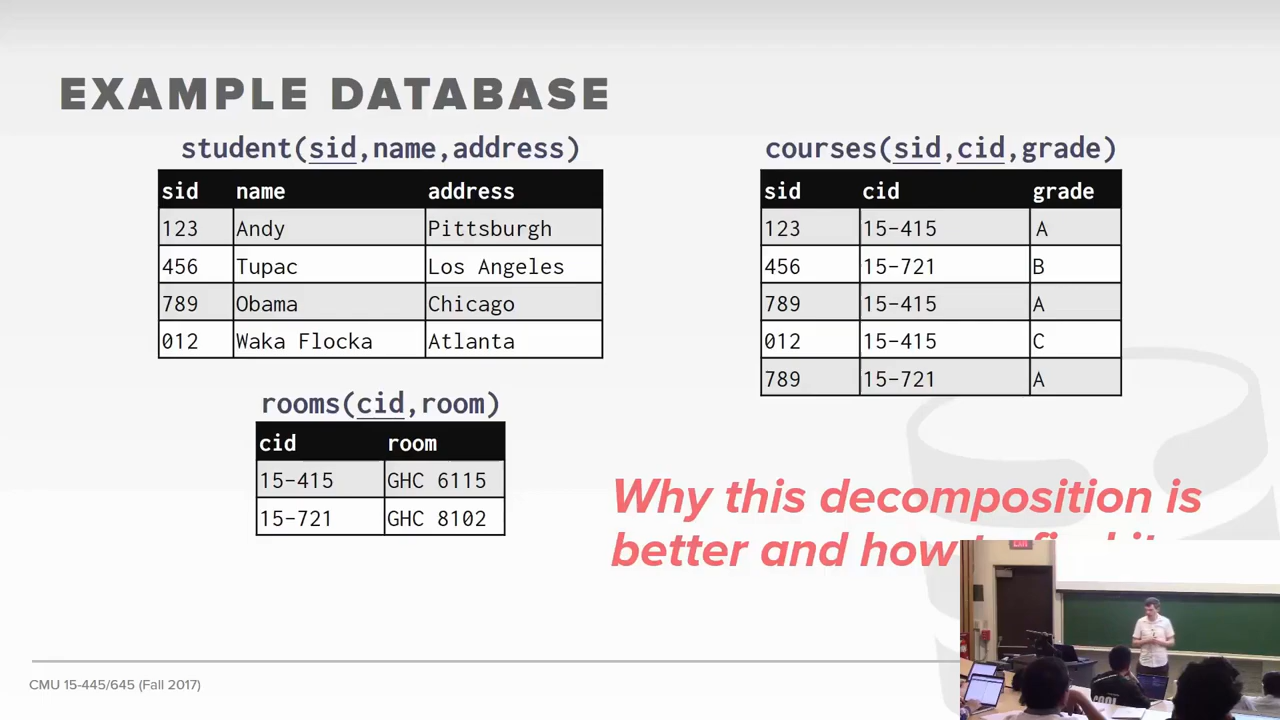 EXAMPLE DATABASE
student(sid,name,address)
sid name address
123 Andy Pittsburgh
456 Tupac Los Angeles
789 Obama Chicago
012 Waka Flocka Atlanta
courses(sid,cid,grade)
sid cid grade
123 15-415 A
456 15-721 B
789 15-415 A
012 15-415 C
789 15-721 A
rooms(cid,room)
cid room
15-415 GHC 6115
15-721 GHC 8102
Why this decomposition is
better and how
EXIT
CMU 15-445/645 (Fall 2017)